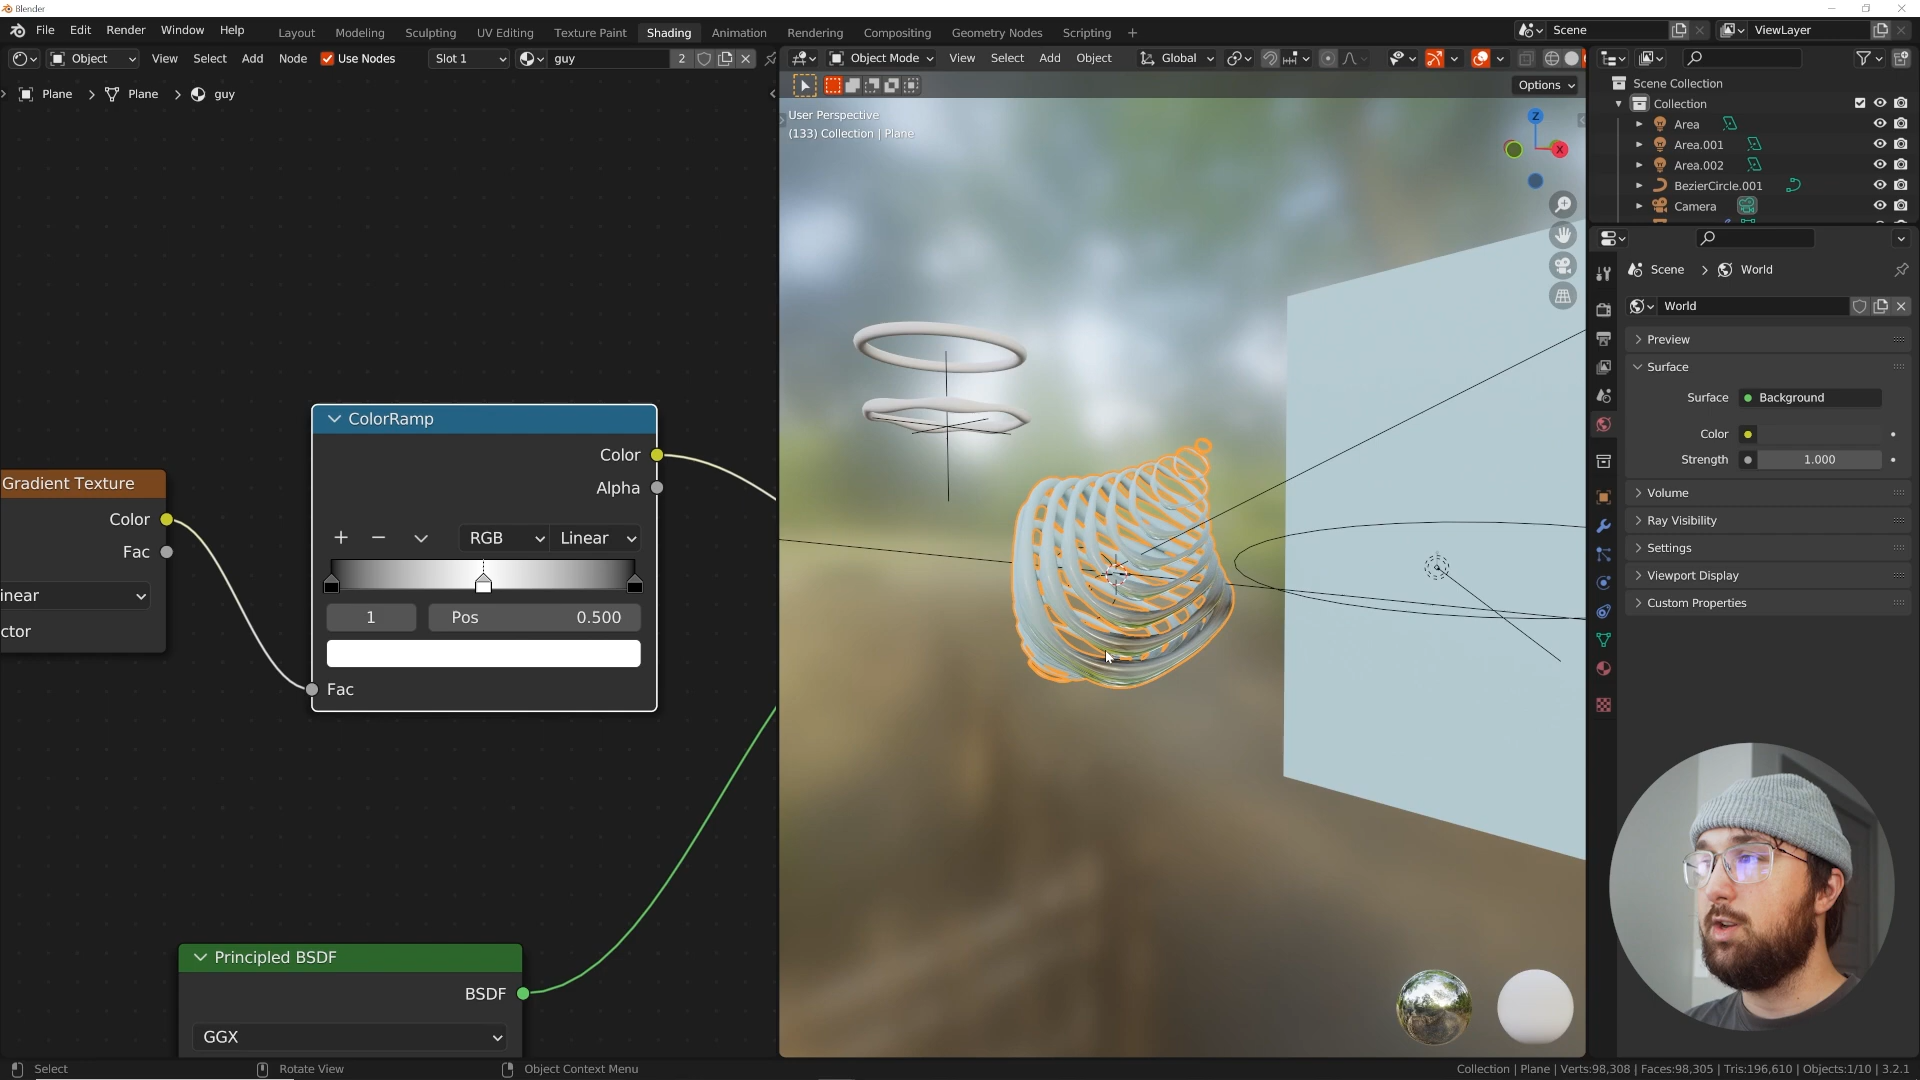 Blender
File Edit Render Window Help
Layout Modeling Sculpting UV Editing Texture Paint Shading Animation Rendering Compositing Geometry Nodes Scripting +
Scene
ViewLayer
Object View Select Add Node Use Nodes Slot 1 guy 2
Object Mode View Select Add Object Global
Plane > Plane > guy
Options
User Perspective
(133) Collection | Plane
Z
X
Scene Collection
Collection
Area
Area.001
Area.002
BezierCircle.001
Camera
Scene > World
World
Preview
Surface
Surface Background
Color
Strength 1.000
Volume
Ray Visibility
Settings
Viewport Display
Custom Properties
Gradient Texture
Color
Fac
inear
ctor
ColorRamp
Color
Alpha
RGB Linear
1 Pos 0.500
Fac
Principled BSDF
BSDF
GGX
Select Rotate View Object Context Menu
Collection | Plane | Verts:98,308 | Faces:98,305 | Tris:196,610 | Objects:1/10 | 3.2.1